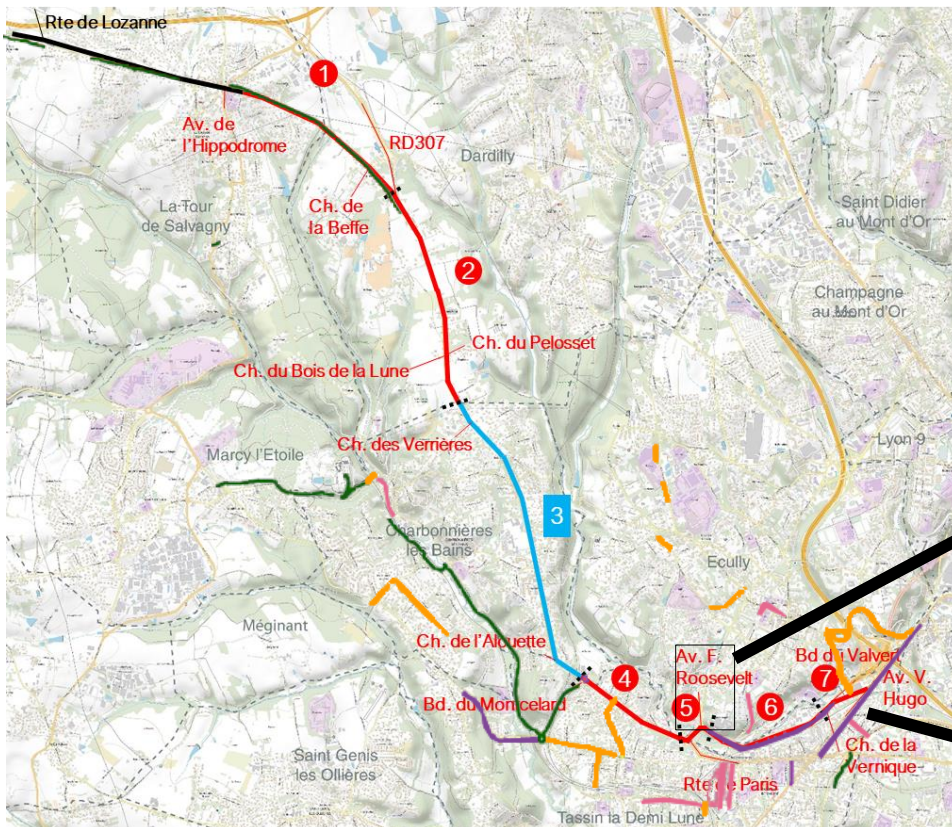 Rte de Lozanne
1
Av. de
l'Hippodrome
RD307
Dardilly
La Tour
de Salvagny
Ch. de
la Beffe
Saint Didier
au Mont d'Or
2
Champagne
au Mont d'Or
Ch. du Pelosset
Ch. du Bois de la Lune
Ch. des Verrières
Lyon 9
Marcy l'Etoile
3
Charbonnières
les Bains
Ecully
Méginant
Ch. de l'Alouette
Av. F.
Roosevelt
Bd du Valvert
4
7
Av. V.
Hugo
Bd. du Montcelard
5
6
Ch. de la
Vernique
Saint Genis
les Ollières
Rte de Paris
Tassin la Demi Lune